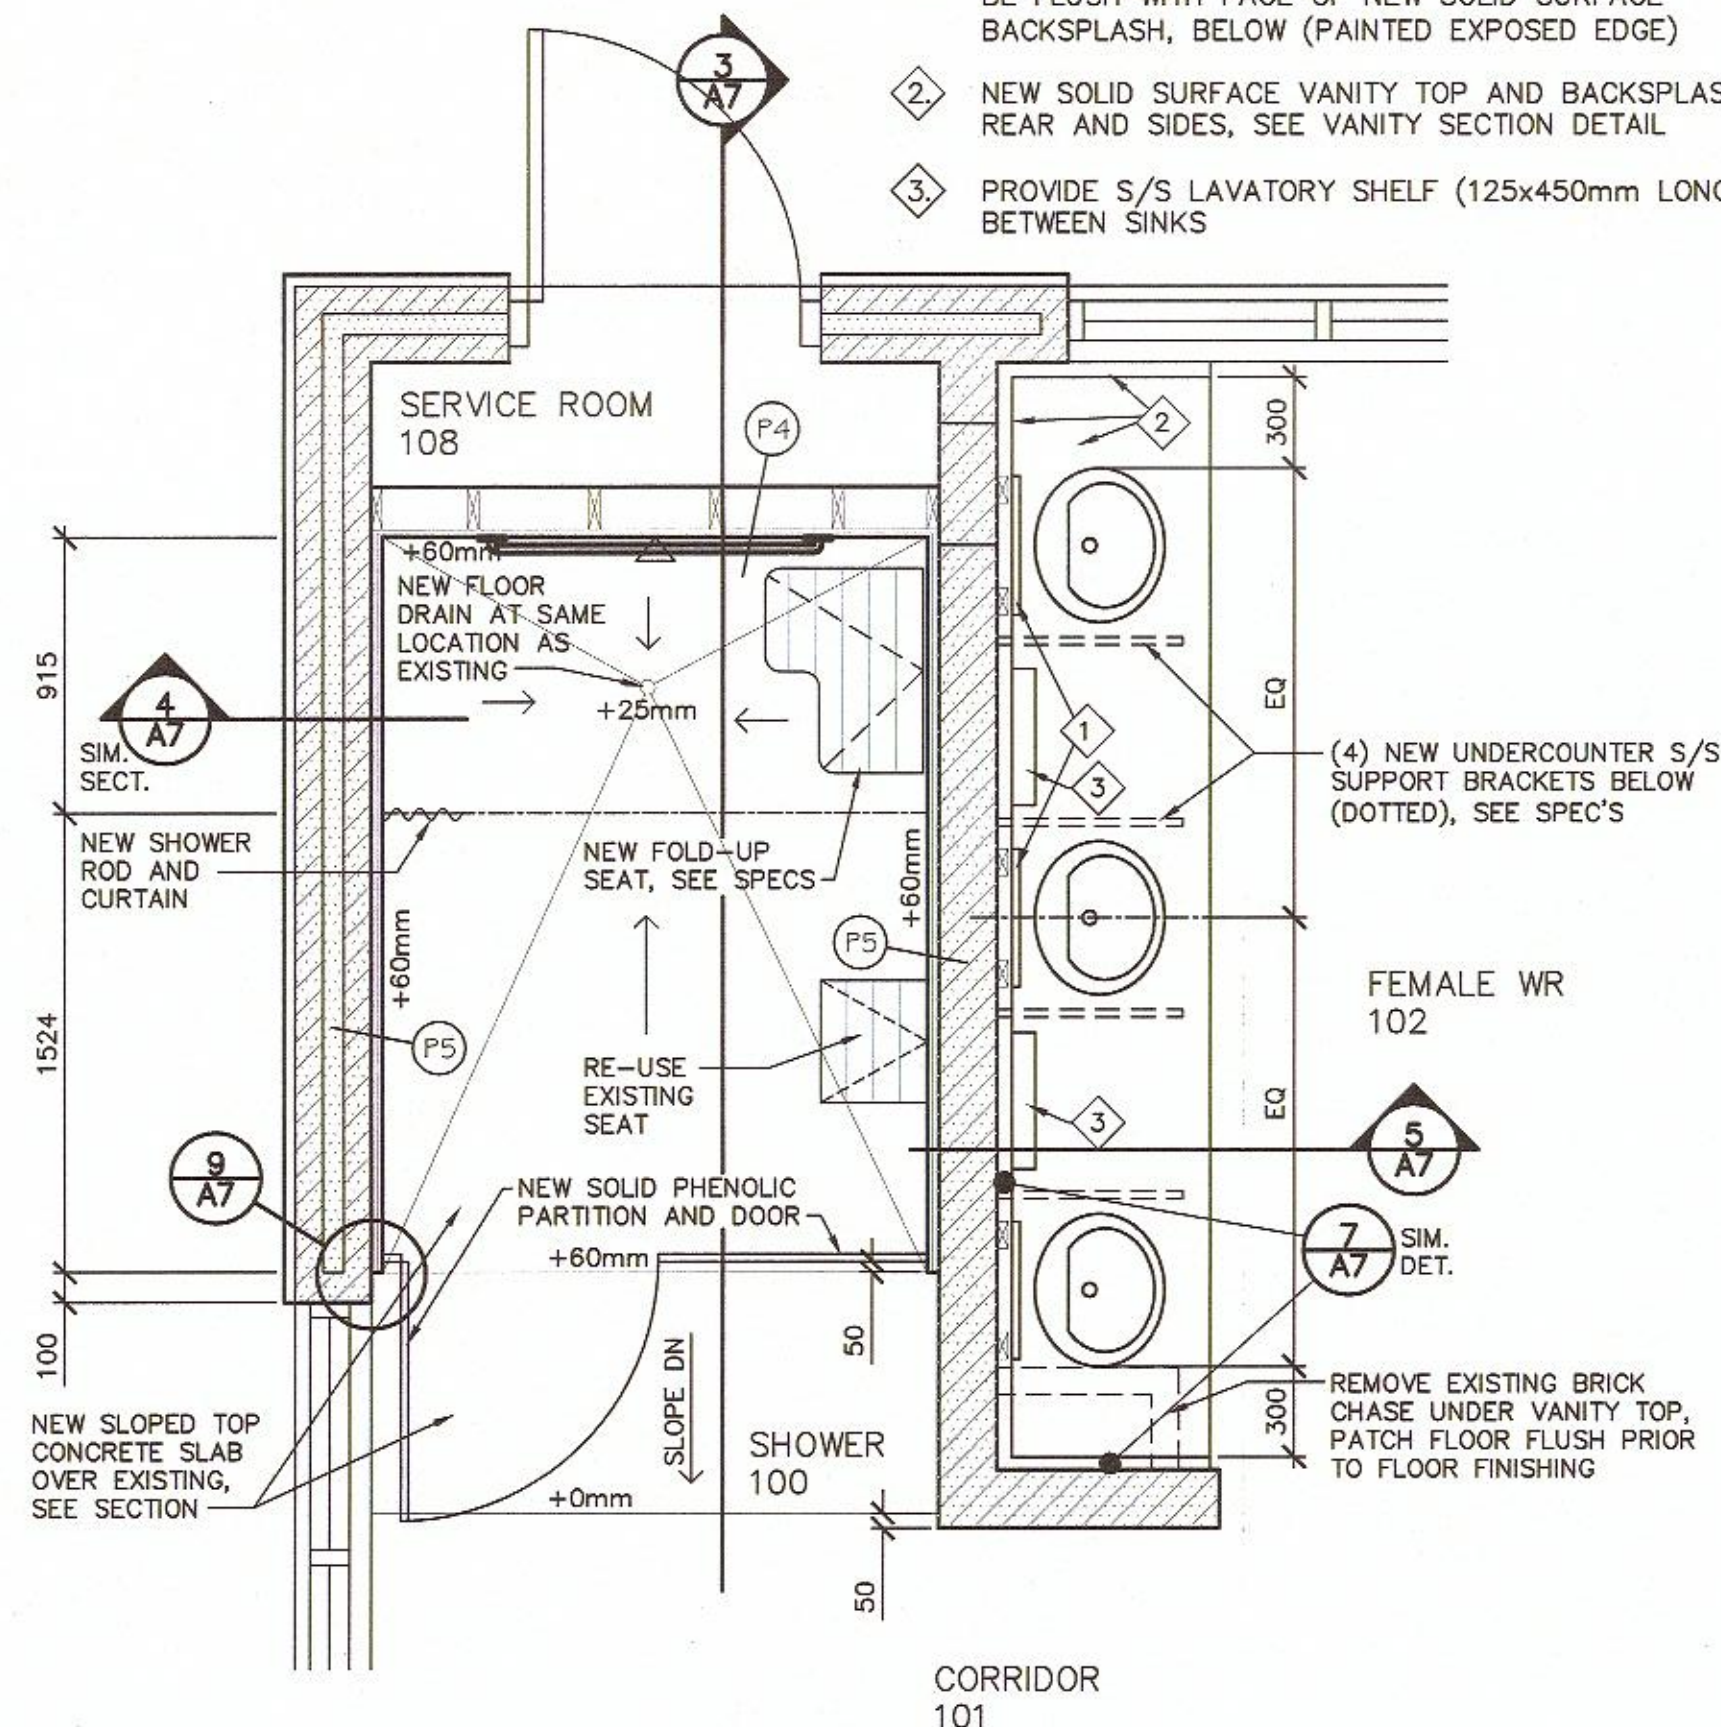 BACKSPLASH, BELOW (PAINTED EXPOSED EDGE)
2. NEW SOLID SURFACE VANITY TOP AND BACKSPLAS
REAR AND SIDES, SEE VANITY SECTION DETAIL
3. PROVIDE S/S LAVATORY SHELF (125x450mm LONG
BETWEEN SINKS
3
A7
SERVICE ROOM
108
P4
2
300
+60mm
NEW FLOOR
DRAIN AT SAME
LOCATION AS
EXISTING
+25mm
915
4
A7
SIM.
SECT.
EQ
1
3
(4) NEW UNDERCOUNTER S/S
SUPPORT BRACKETS BELOW
(DOTTED), SEE SPEC'S
NEW SHOWER
ROD AND
CURTAIN
NEW FOLD-UP
SEAT, SEE SPECS
+60mm
+60mm
P5
FEMALE WR
102
1524
P5
RE-USE
EXISTING
SEAT
EQ
3
5
A7
9
A7
NEW SOLID PHENOLIC
PARTITION AND DOOR
+60mm
7
A7
SIM.
DET.
100
50
SLOPE DN
300
REMOVE EXISTING BRICK
CHASE UNDER VANITY TOP,
PATCH FLOOR FLUSH PRIOR
TO FLOOR FINISHING
NEW SLOPED TOP
CONCRETE SLAB
OVER EXISTING,
SEE SECTION
SHOWER
100
+0mm
50
CORRIDOR
101